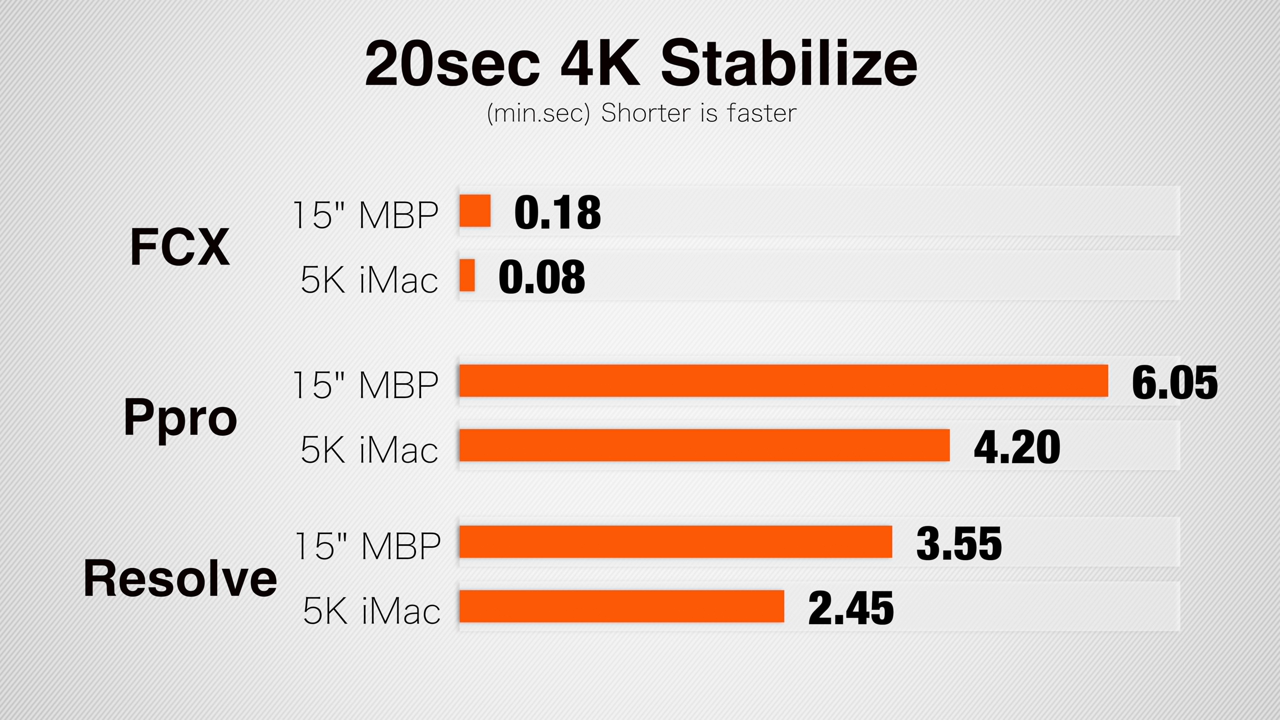 20sec 4K Stabilize
(min.sec) Shorter is faster
FCX
15" MBP 0.18
5K iMac 0.08
Ppro
15" MBP 6.05
5K iMac 4.20
Resolve
15" MBP 3.55
5K iMac 2.45